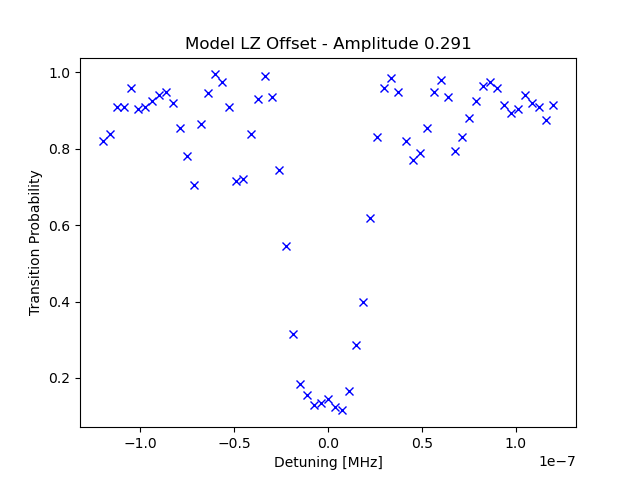 Model LZ Offset - Amplitude 0.291
1.0
0.8
0.6
0.4
0.2
Transition Probability
−1.0
−0.5
0.0
0.5
1.0
1e−7
Detuning [MHz]